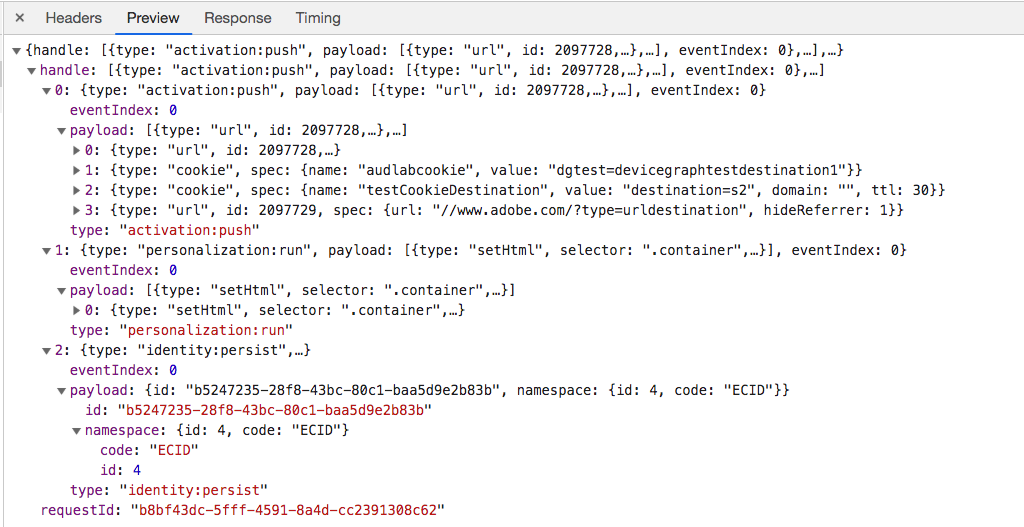 × Headers Preview Response Timing
▼{handle: [{type: "activation:push", payload: [{type: "url", id: 2097728,…},…], eventIndex: 0},…],…}
▼handle: [{type: "activation:push", payload: [{type: "url", id: 2097728,…},…], eventIndex: 0},…]
▼0: {type: "activation:push", payload: [{type: "url", id: 2097728,…},…], eventIndex: 0}
eventIndex: 0
▼payload: [{type: "url", id: 2097728,…},…]
▶0: {type: "url", id: 2097728,…}
▶1: {type: "cookie", spec: {name: "audlabcookie", value: "dgtest=devicegraphtestdestination1"}}
▶2: {type: "cookie", spec: {name: "testCookieDestination", value: "destination=s2", domain: "", ttl: 30}}
▶3: {type: "url", id: 2097729, spec: {url: "//www.adobe.com/?type=urldestination", hideReferrer: 1}}
type: "activation:push"
▼1: {type: "personalization:run", payload: [{type: "setHtml", selector: ".container",…}], eventIndex: 0}
eventIndex: 0
▼payload: [{type: "setHtml", selector: ".container",…}]
▶0: {type: "setHtml", selector: ".container",…}
type: "personalization:run"
▼2: {type: "identity:persist",…}
eventIndex: 0
▼payload: {id: "b5247235-28f8-43bc-80c1-baa5d9e2b83b", namespace: {id: 4, code: "ECID"}}
id: "b5247235-28f8-43bc-80c1-baa5d9e2b83b"
▼namespace: {id: 4, code: "ECID"}
code: "ECID"
id: 4
type: "identity:persist"
requestId: "b8bf43dc-5fff-4591-8a4d-cc2391308c62"